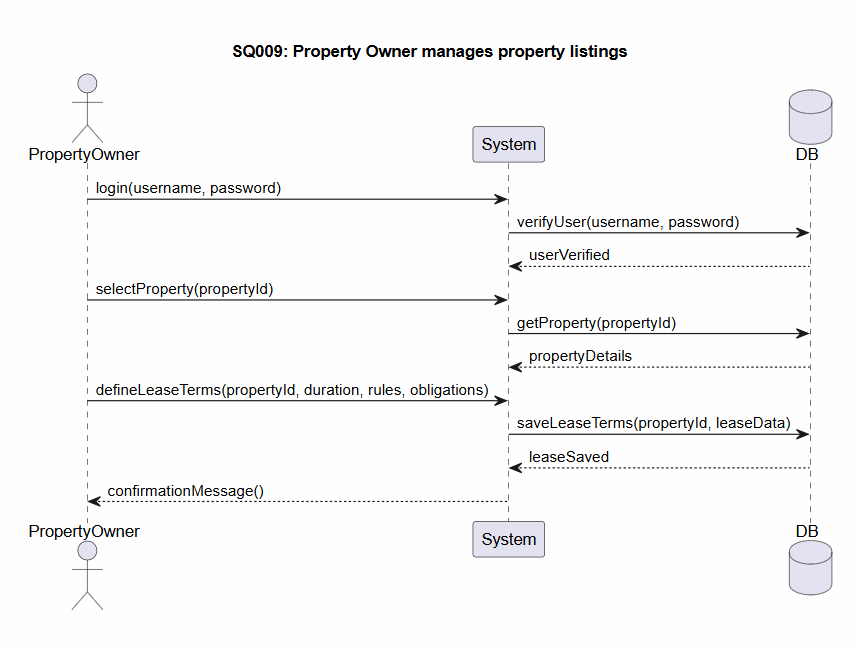 SQ009: Property Owner manages property listings
PropertyOwner
System
DB
login(username, password)
verifyUser(username, password)
userVerified
selectProperty(propertyId)
getProperty(propertyId)
propertyDetails
defineLeaseTerms(propertyId, duration, rules, obligations)
saveLeaseTerms(propertyId, leaseData)
leaseSaved
confirmationMessage()
PropertyOwner
System
DB